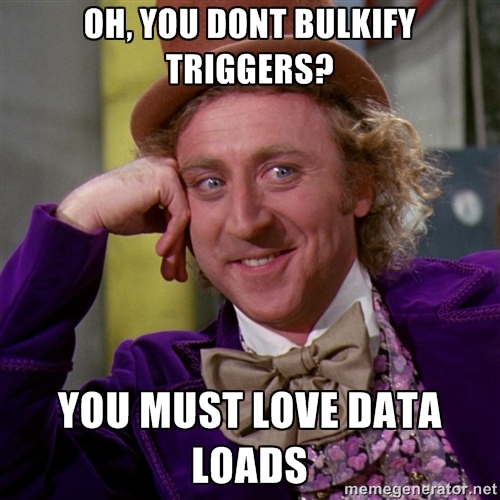 OH, YOU DONT BULKIFY
TRIGGERS?
YOU MUST LOVE DATA
LOADS
memegenerator.net